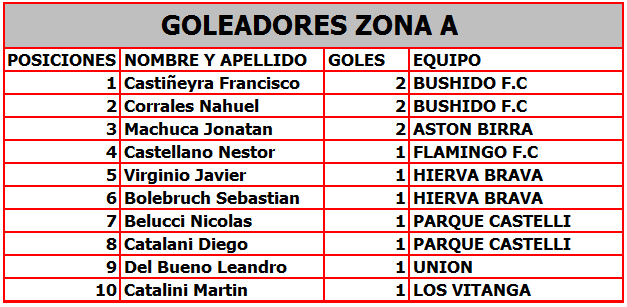 GOLEADORES ZONA A
POSICIONES NOMBRE Y APELLIDO GOLES EQUIPO
1 Castiñeyra Francisco 2 BUSHIDO F.C
2 Corrales Nahuel 2 BUSHIDO F.C
3 Machuca Jonatan 2 ASTON BIRRA
4 Castellano Nestor 1 FLAMINGO F.C
5 Virginio Javier 1 HIERVA BRAVA
6 Bolebruch Sebastian 1 HIERVA BRAVA
7 Belucci Nicolas 1 PARQUE CASTELLI
8 Catalani Diego 1 PARQUE CASTELLI
9 Del Bueno Leandro 1 UNION
10 Catalini Martin 1 LOS VITANGA